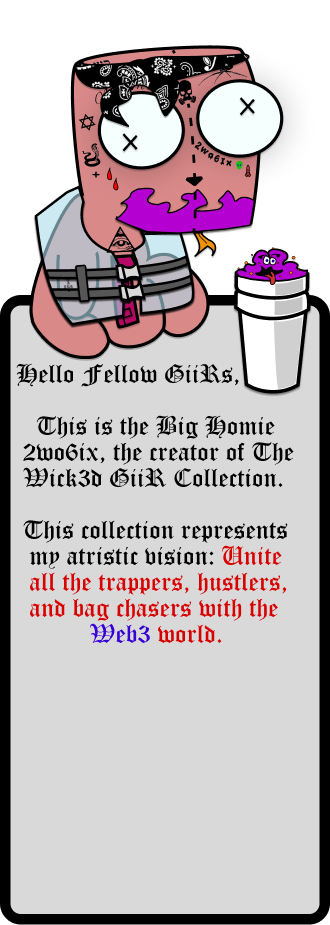 2wo6ix
Hello Fellow GiiRs,
This is the Big Homie
2wo6ix, the creator of The
Wick3d GiiR Collection.
This collection represents
my atristic vision: Unite
all the trappers, hustlers,
and bag chasers with the
Web3 world.